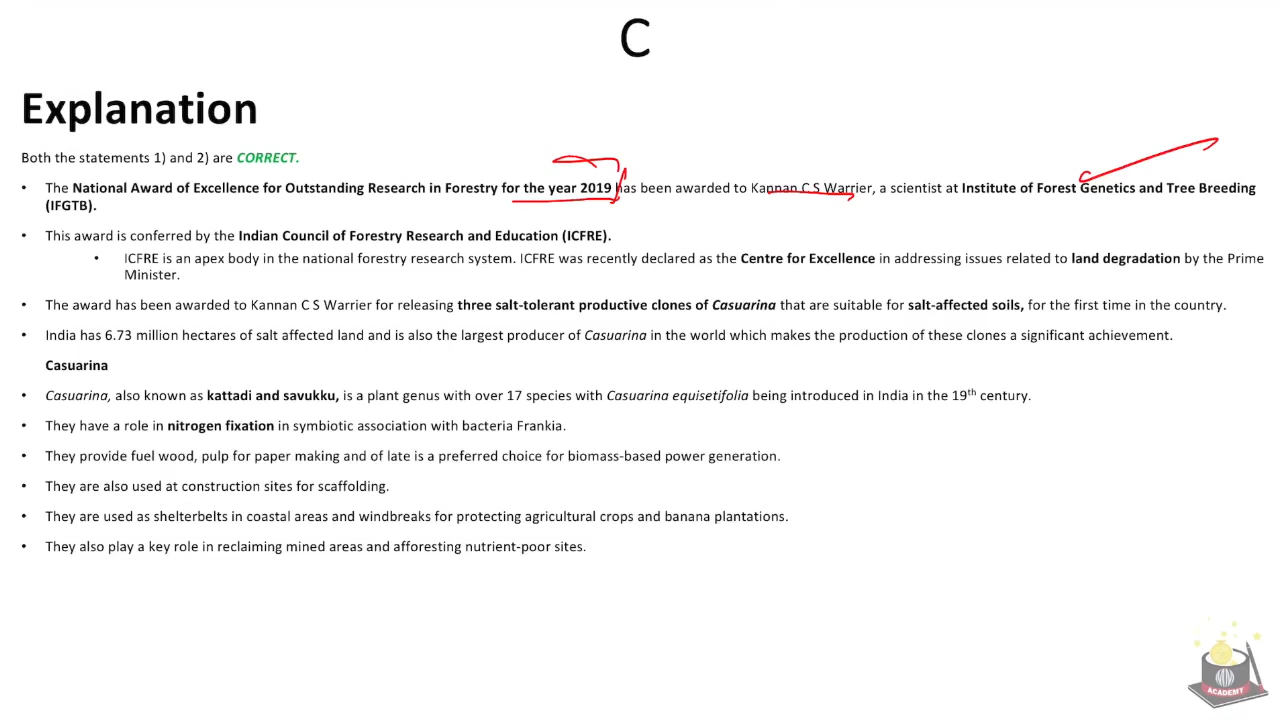 C
Explanation
Both the statements 1) and 2) are CORRECT.
• The National Award of Excellence for Outstanding Research in Forestry for the year 2019 has been awarded to Kannan C S Warrier, a scientist at Institute of Forest Genetics and Tree Breeding
(IFGTB).
• This award is conferred by the Indian Council of Forestry Research and Education (ICFRE).
• ICFRE is an apex body in the national forestry research system. ICFRE was recently declared as the Centre for Excellence in addressing issues related to land degradation by the Prime
Minister.
• The award has been awarded to Kannan C S Warrier for releasing three salt-tolerant productive clones of Casuarina that are suitable for salt-affected soils, for the first time in the country.
• India has 6.73 million hectares of salt affected land and is also the largest producer of Casuarina in the world which makes the production of these clones a significant achievement.
Casuarina
• Casuarina, also known as kattadi and savukku, is a plant genus with over 17 species with Casuarina equisetifolia being introduced in India in the 19th century.
• They have a role in nitrogen fixation in symbiotic association with bacteria Frankia.
• They provide fuel wood, pulp for paper making and of late is a preferred choice for biomass-based power generation.
• They are also used at construction sites for scaffolding.
• They are used as shelterbelts in coastal areas and windbreaks for protecting agricultural crops and banana plantations.
• They also play a key role in reclaiming mined areas and afforesting nutrient-poor sites.
ACADEMY